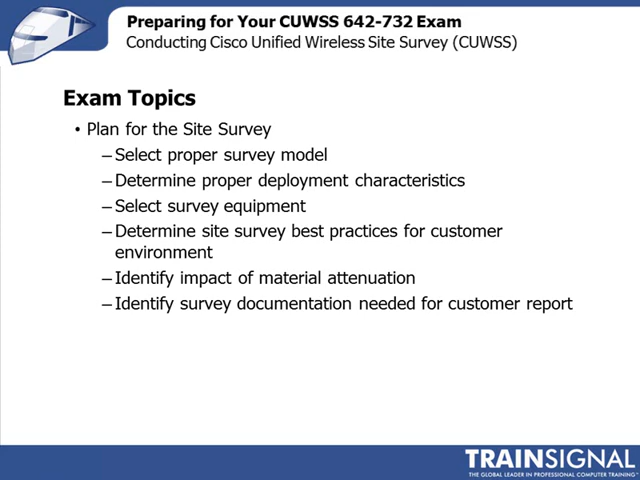 Preparing for Your CUWSS 642-732 Exam
Conducting Cisco Unified Wireless Site Survey (CUWSS)
Exam Topics
• Plan for the Site Survey
– Select proper survey model
– Determine proper deployment characteristics
– Select survey equipment
– Determine site survey best practices for customer
environment
– Identify impact of material attenuation
– Identify survey documentation needed for customer report
TRAINSIGNAL
THE GLOBAL LEADER IN PROFESSIONAL COMPUTER TRAINING